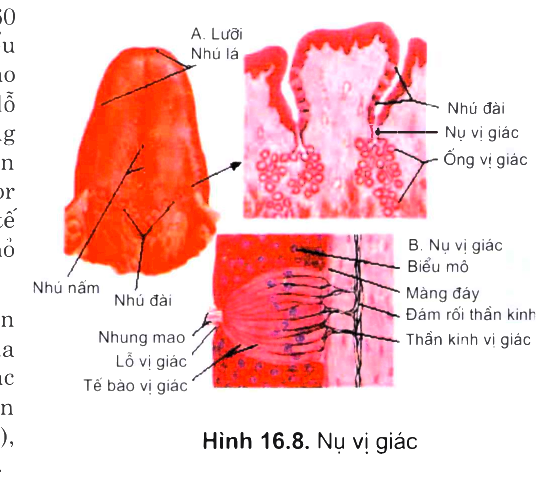 60
A. Lưỡi
Nhú lá
Nhú đài
Nụ vị giác
Ống vị giác
Nhú nấm
Nhú đài
B. Nụ vị giác
Biểu mô
Màng đáy
Đám rối thần kinh
Thần kinh vị giác
Nhung mao
Lỗ vị giác
Tế bào vị giác
Hình 16.8. Nụ vị giác